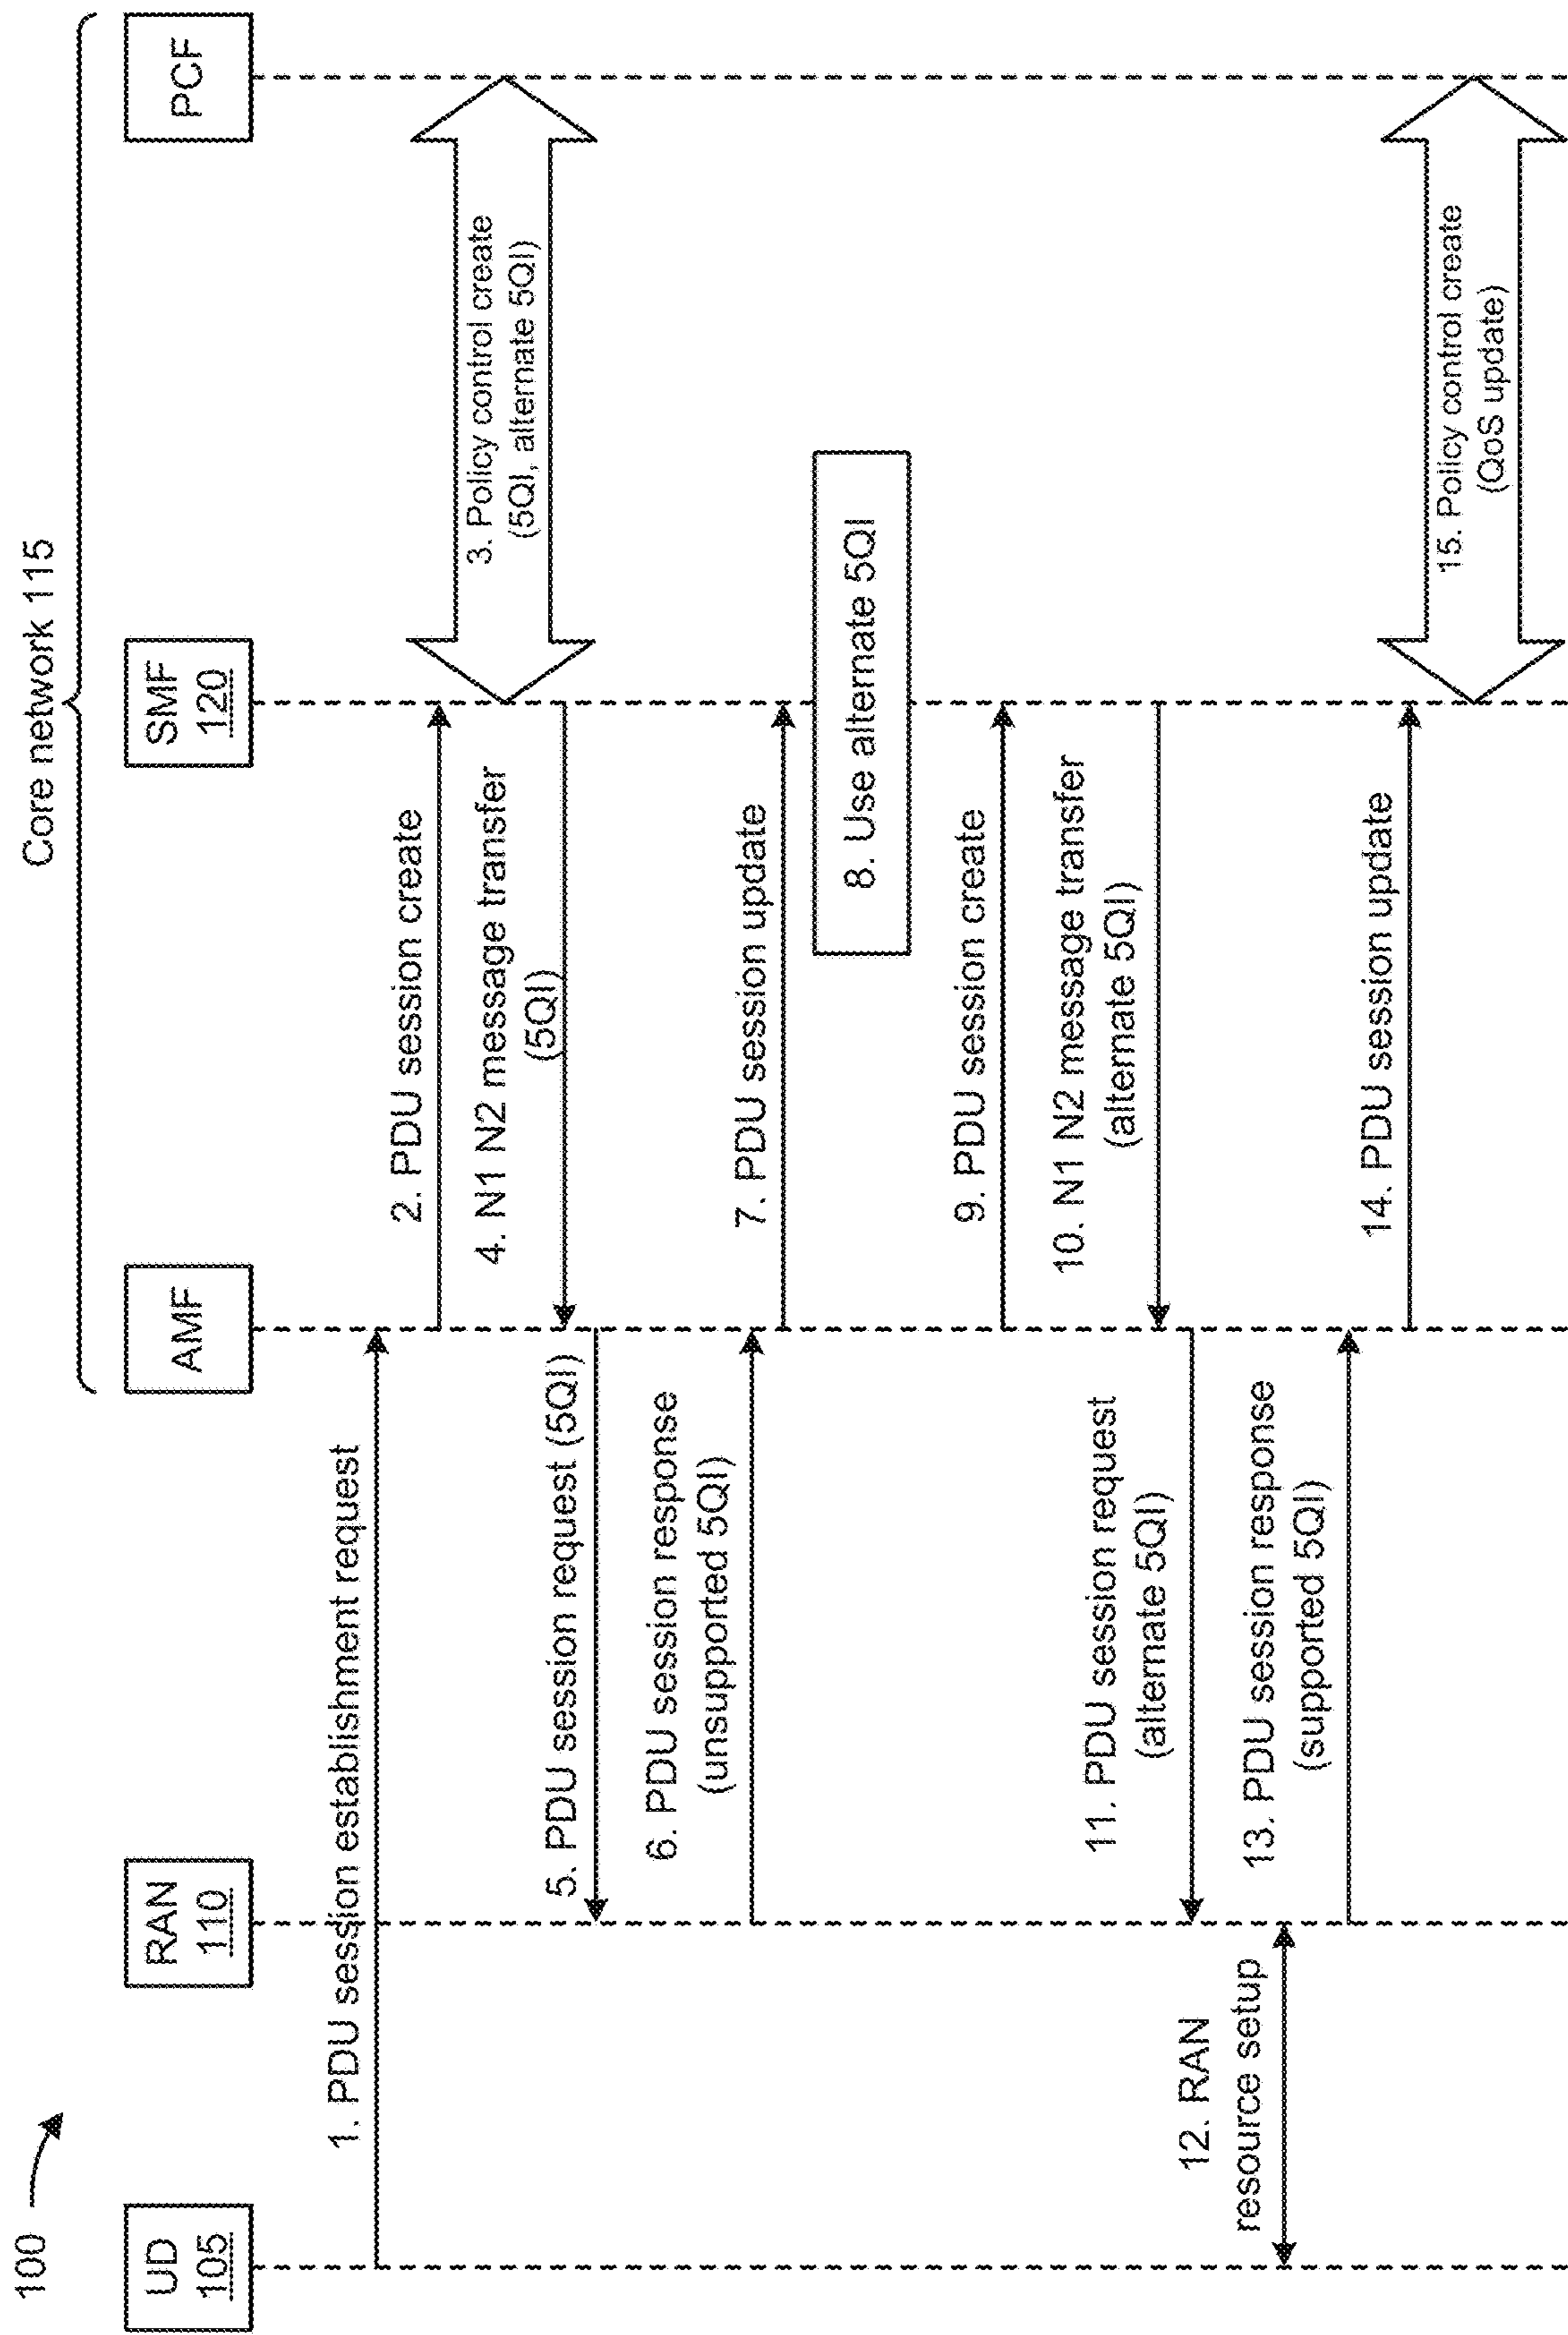 100
Core network 115
UD
105
RAN
110
AMF
SMF
120
PCF
1. PDU session establishment request
2. PDU session create
3. Policy control create
(5QI, alternate 5QI)
4. N1 N2 message transfer
(5QI)
5. PDU session request (5QI)
6. PDU session response
(unsupported 5QI)
7. PDU session update
8. Use alternate 5QI
9. PDU session create
10. N1 N2 message transfer
(alternate 5QI)
11. PDU session request
(alternate 5QI)
12. RAN
resource setup
13. PDU session response
(supported 5QI)
14. PDU session update
15. Policy control create
(QoS update)